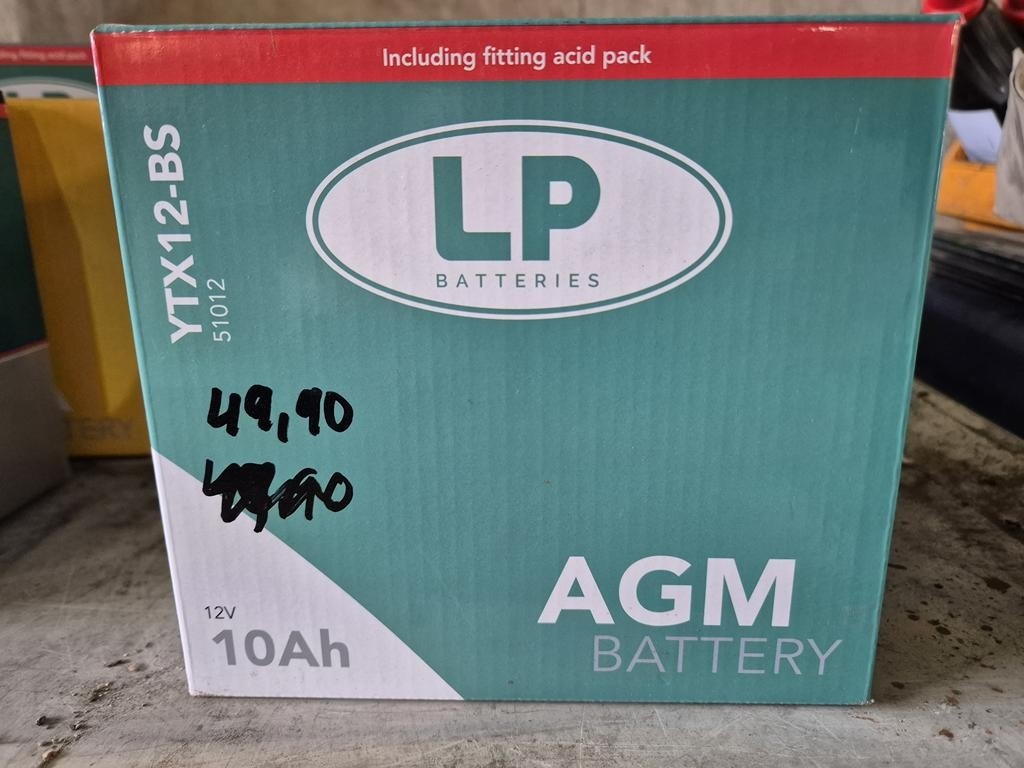 Including fitting acid pack
YTX12-BS
51012
LP
BATTERIES
49,90
12V
10Ah
AGM
BATTERY